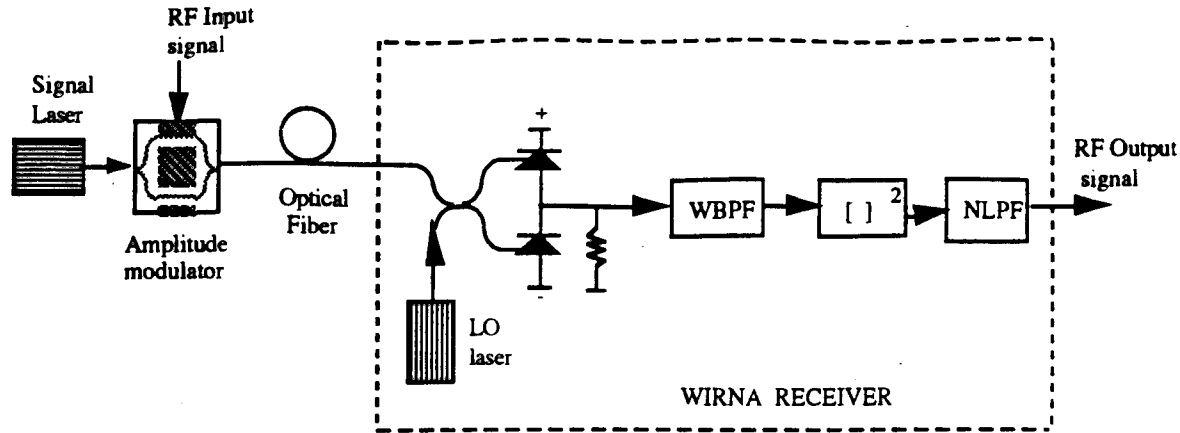 RF Input
signal
Signal
Laser
Amplitude
modulator
Optical
Fiber
+
-
LO
laser
WBPF
[ ] 2
NLPF
RF Output
signal
WIRNA RECEIVER